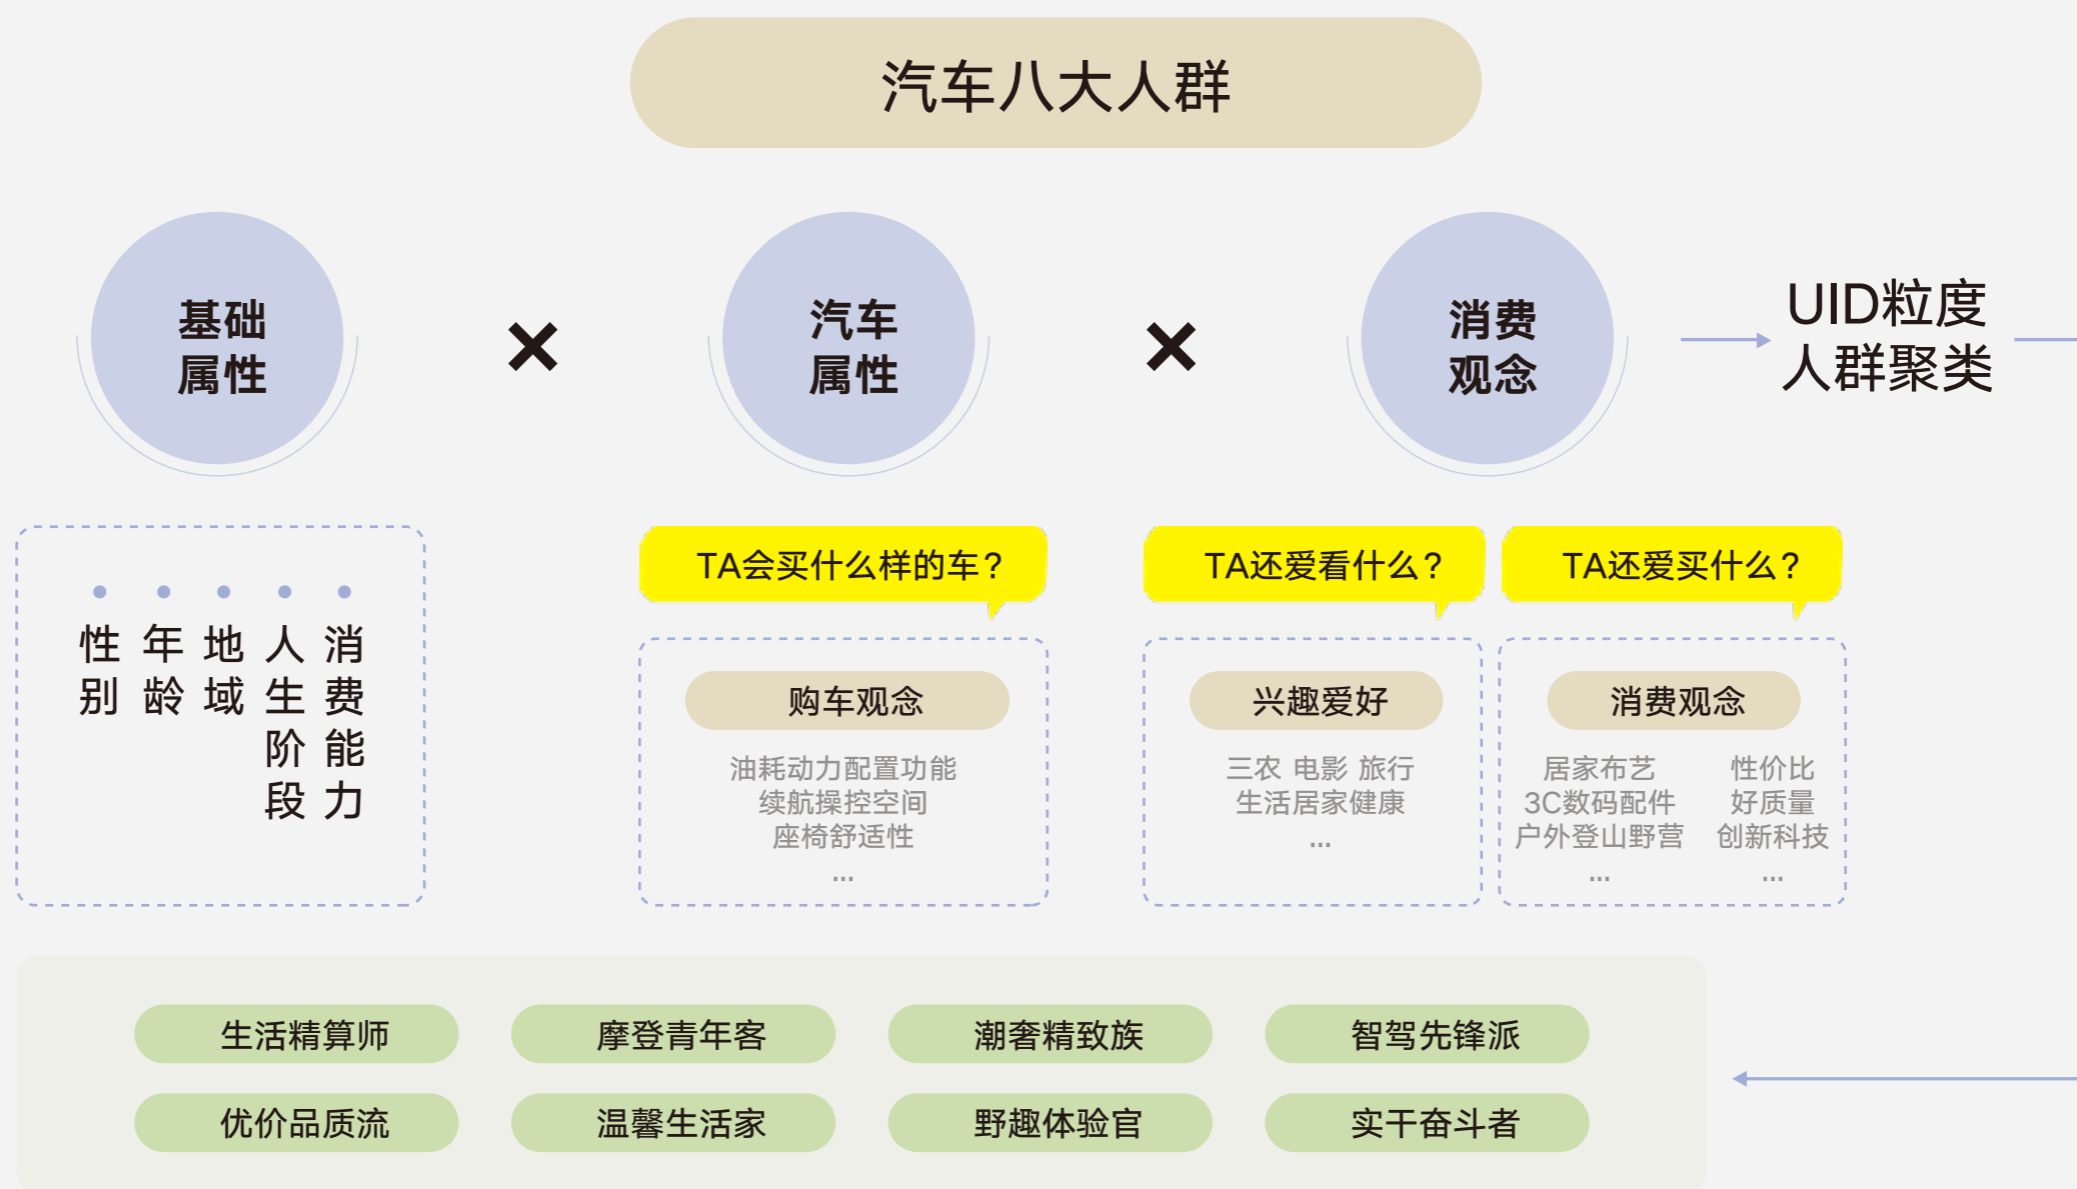 汽车八大人群
基础
属性
×
汽车
属性
×
消费
观念
UID粒度
人群聚类
性别
年龄
地域
人生阶段
消费能力
TA会买什么样的车?
购车观念
油耗动力配置功能
续航操控空间
座椅舒适性
...
TA还爱看什么?
兴趣爱好
三农 电影 旅行
生活居家健康
...
TA还爱买什么?
消费观念
居家布艺
3C数码配件
户外登山野营
...
性价比
好质量
创新科技
...
生活精算师
摩登青年客
潮奢精致族
智驾先锋派
优价品质流
温馨生活家
野趣体验官
实干奋斗者